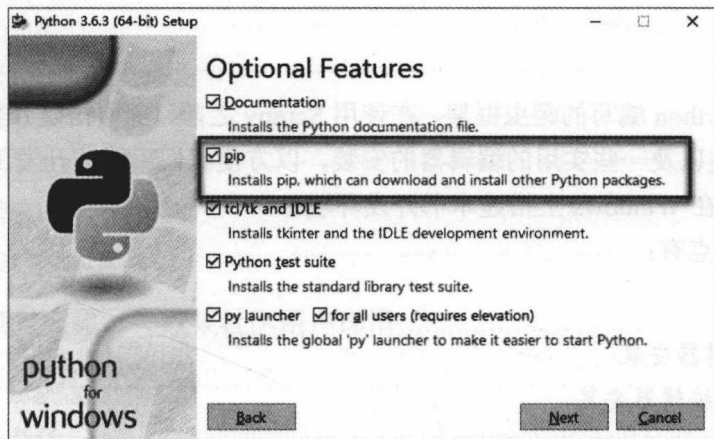 Python 3.6.3 (64-bit) Setup
Optional Features
Documentation
Installs the Python documentation file.
pip
Installs pip, which can download and install other Python packages.
tcl/tk and IDLE
Installs tkinter and the IDLE development environment.
Python test suite
Installs the standard library test suite.
py launcher for all users (requires elevation)
Installs the global 'py' launcher to make it easier to start Python.
python
for
windows
Back Next Cancel